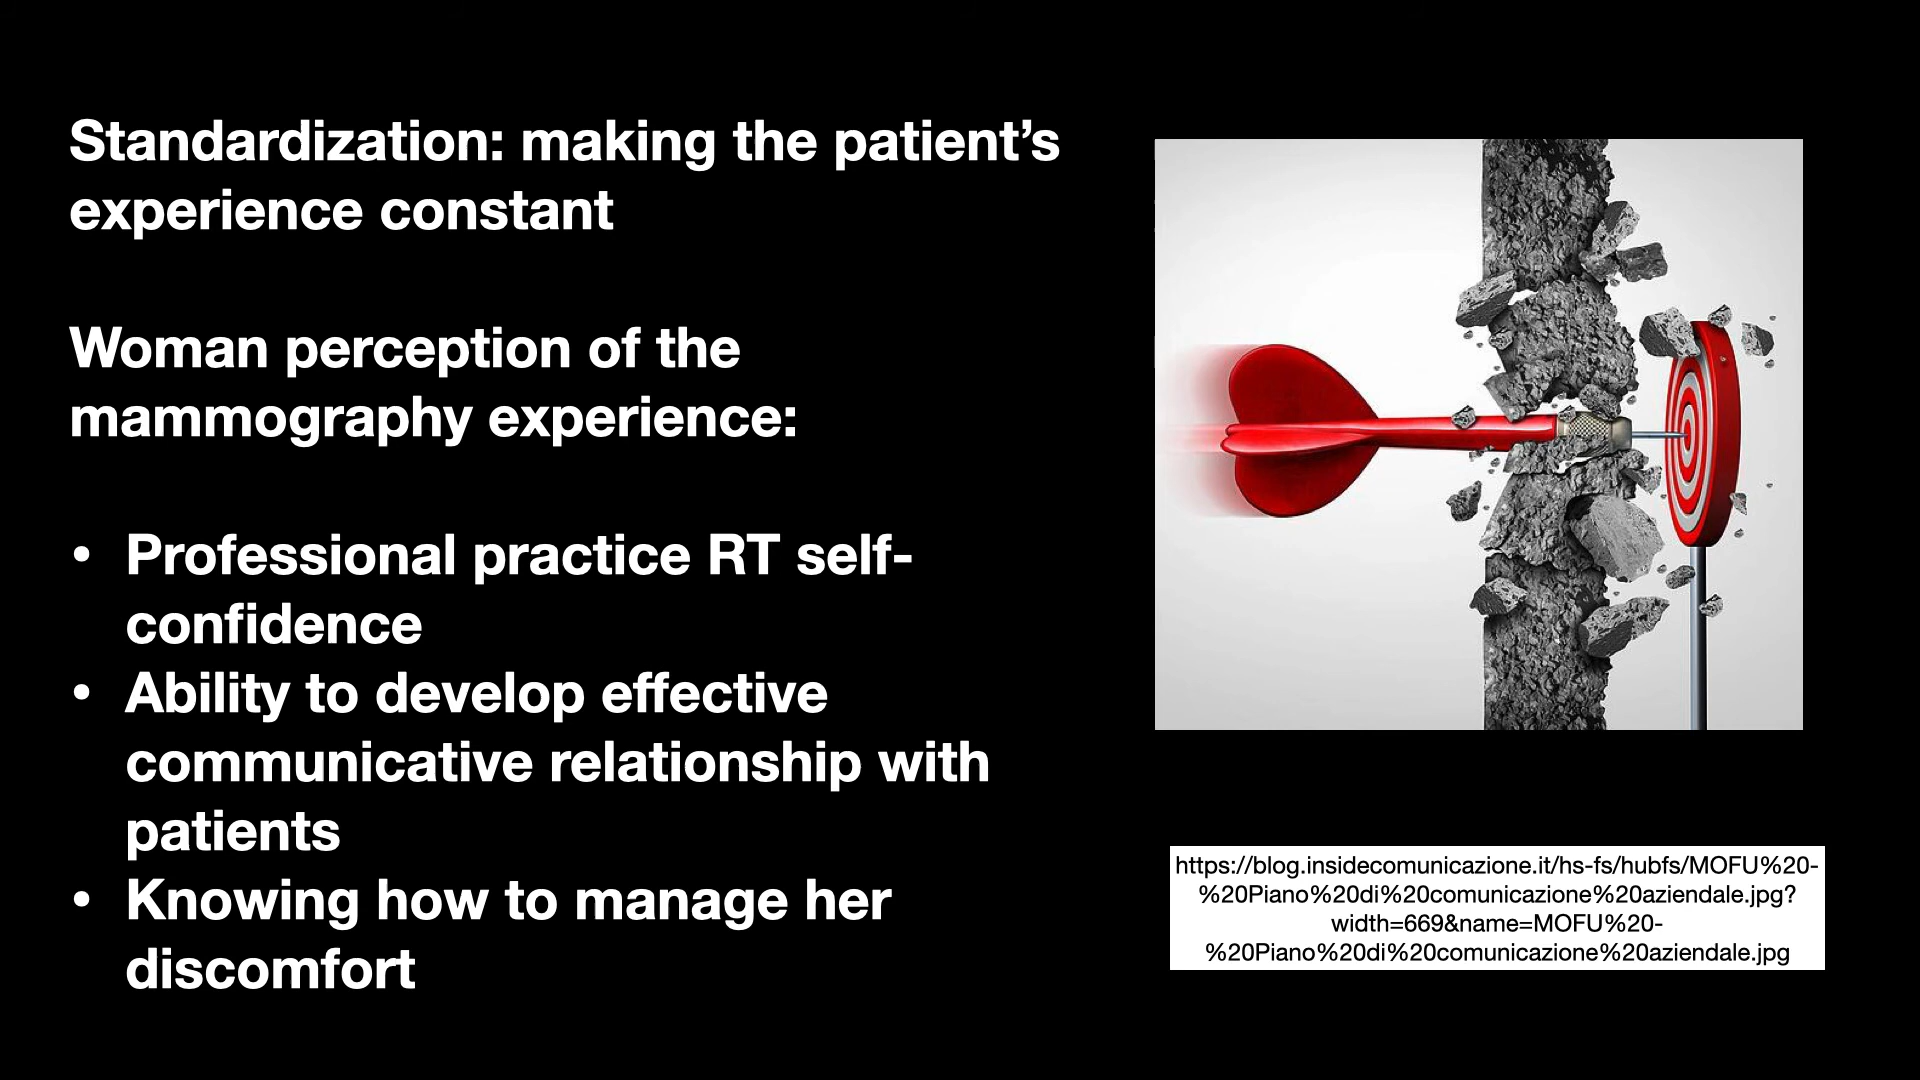 Standardization: making the patient’s
experience constant
Woman perception of the
mammography experience:
• Professional practice RT self-
confidence
• Ability to develop effective
communicative relationship with
patients
• Knowing how to manage her
discomfort
https://blog.insidecomunicazione.it/hs-fs/hubfs/MOFU%20-
%20Piano%20di%20comunicazione%20aziendale.jpg?
width=669&name=MOFU%20-
%20Piano%20di%20comunicazione%20aziendale.jpg